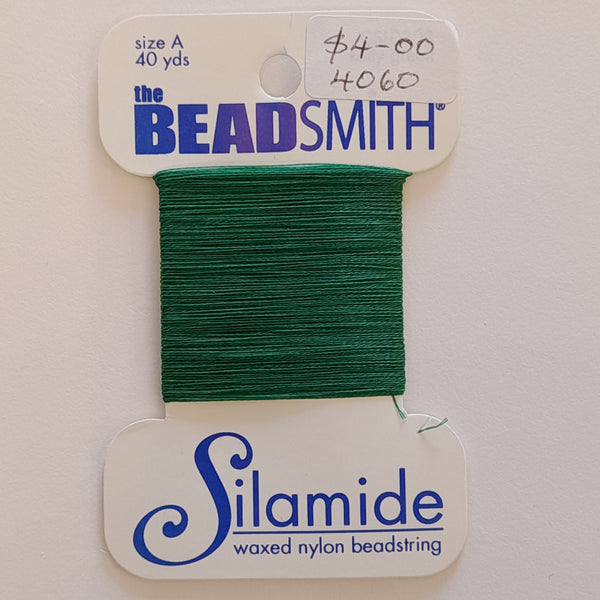 size A
40 yds
$4-00
4060
the
BEADSMITH®
Silamide
waxed nylon beadstring